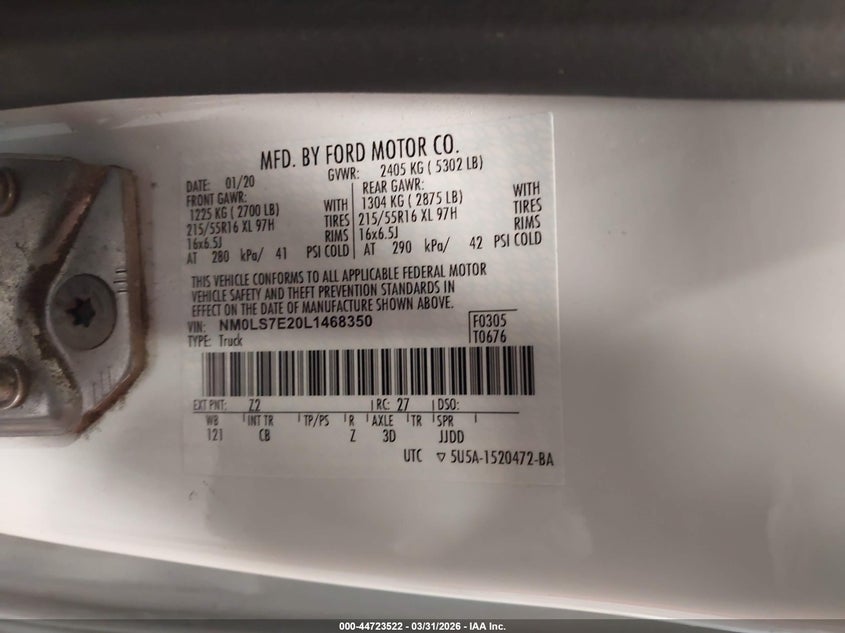 MFD. BY FORD MOTOR CO.
DATE: 01/20 GVWR: 2405 KG ( 5302 LB)
FRONT GAWR: REAR GAWR:
1225 KG ( 2700 LB) WITH 1304 KG ( 2875 LB) WITH
215/55R16 XL 97H TIRES 215/55R16 XL 97H TIRES
16x6.5J RIMS 16x6.5J RIMS
AT 280 kPa/ 41 PSI COLD AT 290 kPa/ 42 PSI COLD
THIS VEHICLE CONFORMS TO ALL APPLICABLE FEDERAL MOTOR
VEHICLE SAFETY AND THEFT PREVENTION STANDARDS IN
EFFECT ON THE DATE OF MANUFACTURE SHOWN ABOVE.
VIN: NM0LS7E20L1468350 F0305
TYPE: Truck T0676
EXT PNT: Z2 RC: 27 DSO:
WB INT TR TP/PS R AXLE TR SPR
121 CB Z 3D JJDD
UTC ▽ 5U5A-1520472-BA
000-44723522 — 03/31/2026 — IAA Inc.